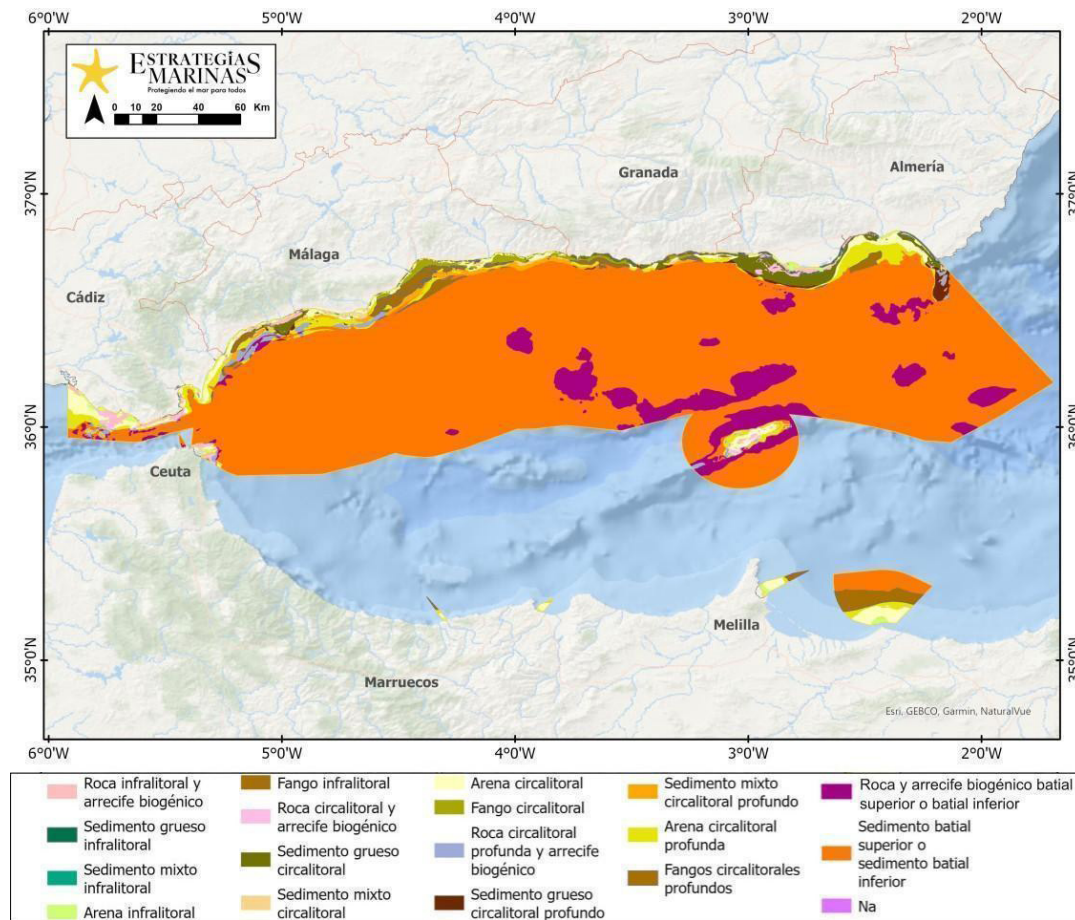 6°0'W 5°0'W 4°0'W 3°0'W 2°0'W
ESTRATEGIAS
MARINAS
Protegiendo el mar para todos
0 10 20 40 60 Km
37°0'N
37°0'N
36°0'N
36°0'N
35°0'N
35°0'N
Almería
Granada
Málaga
Cádiz
Ceuta
Melilla
Marruecos
Esri, GEBCO, Garmin, NaturalVue
6°0'W 5°0'W 4°0'W 3°0'W 2°0'W
Roca infralitoral y
arrecife biogénico
Sedimento grueso
infralitoral
Sedimento mixto
infralitoral
Arena infralitoral
Fango infralitoral
Roca circalitoral y
arrecife biogénico
Sedimento grueso
circalitoral
Sedimento mixto
circalitoral
Arena circalitoral
Fango circalitoral
Roca circalitoral
profunda y arrecife
biogénico
Sedimento grueso
circalitoral profundo
Sedimento mixto
circalitoral profundo
Arena circalitoral
profunda
Fangos circalitorales
profundos
Roca y arrecife biogénico batial
superior o batial inferior
Sedimento batial
superior o
sedimento batial
inferior
Na